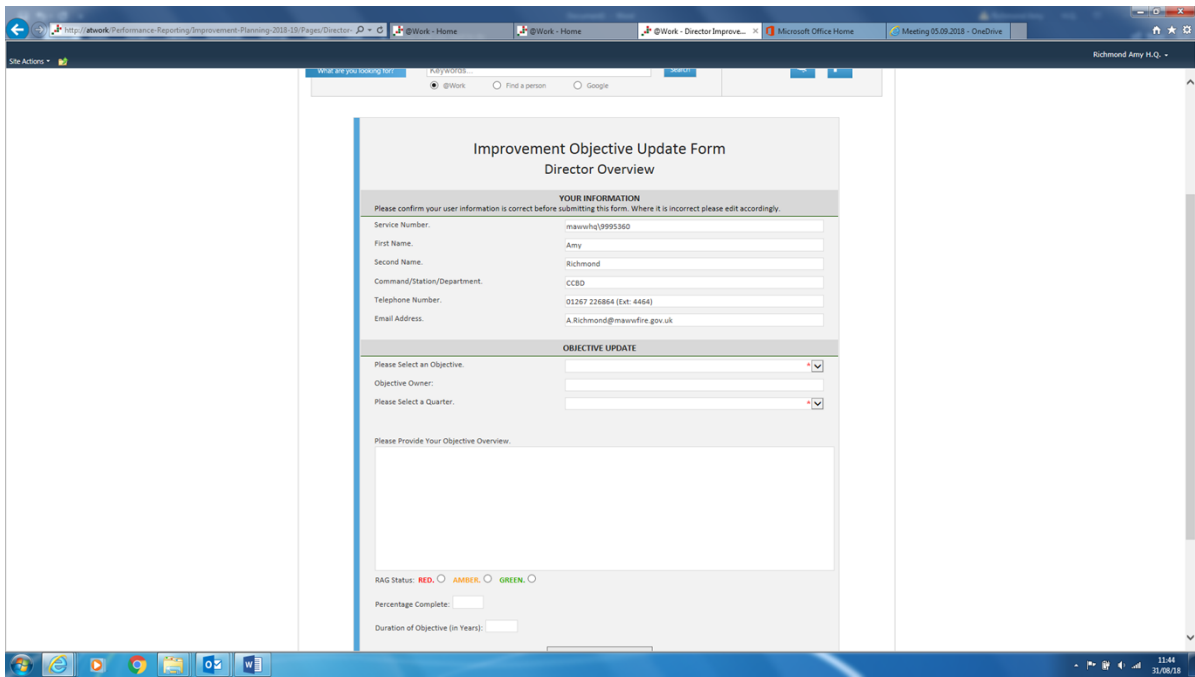 http://atwork/Performance-Reporting/Improvement-Planning-2018-19/Pages/Director-
@Work - Home
@Work - Home
@Work - Director Improve...
Microsoft Office Home
Meeting 05.09.2018 - OneDrive
Site Actions
Richmond Amy H.Q.
What are you looking for?
Keywords...
Search
@Work
Find a person
Google
Improvement Objective Update Form
Director Overview
YOUR INFORMATION
Please confirm your user information is correct before submitting this form. Where it is incorrect please edit accordingly.
Service Number. mawwhq\9995360
First Name. Amy
Second Name. Richmond
Command/Station/Department. CCBD
Telephone Number. 01267 226864 (Ext: 4464)
Email Address. A.Richmond@mawwfire.gov.uk
OBJECTIVE UPDATE
Please Select an Objective. *
Objective Owner:
Please Select a Quarter. *
Please Provide Your Objective Overview.
RAG Status: RED. AMBER. GREEN.
Percentage Complete:
Duration of Objective (in Years):
11:44
31/08/18